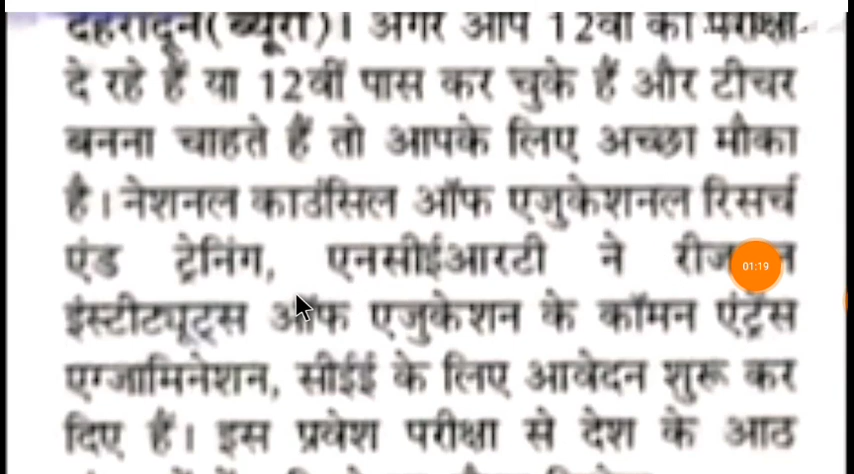 देहरादून(ब्यूरो)। अगर आप 12वीं की परीक्षा
दे रहे हैं या 12वीं पास कर चुके हैं और टीचर
बनना चाहते हैं तो आपके लिए अच्छा मौका
है। नेशनल काउंसिल ऑफ एजुकेशनल रिसर्च
एंड ट्रेनिंग, एनसीईआरटी ने
01:19
इंस्टीट्यूट्स ऑफ एजुकेशन के कॉमन एंट्रेंस
एग्जामिनेशन, सीईई के लिए आवेदन शुरू कर
दिए हैं। इस प्रवेश परीक्षा से देश के आठ